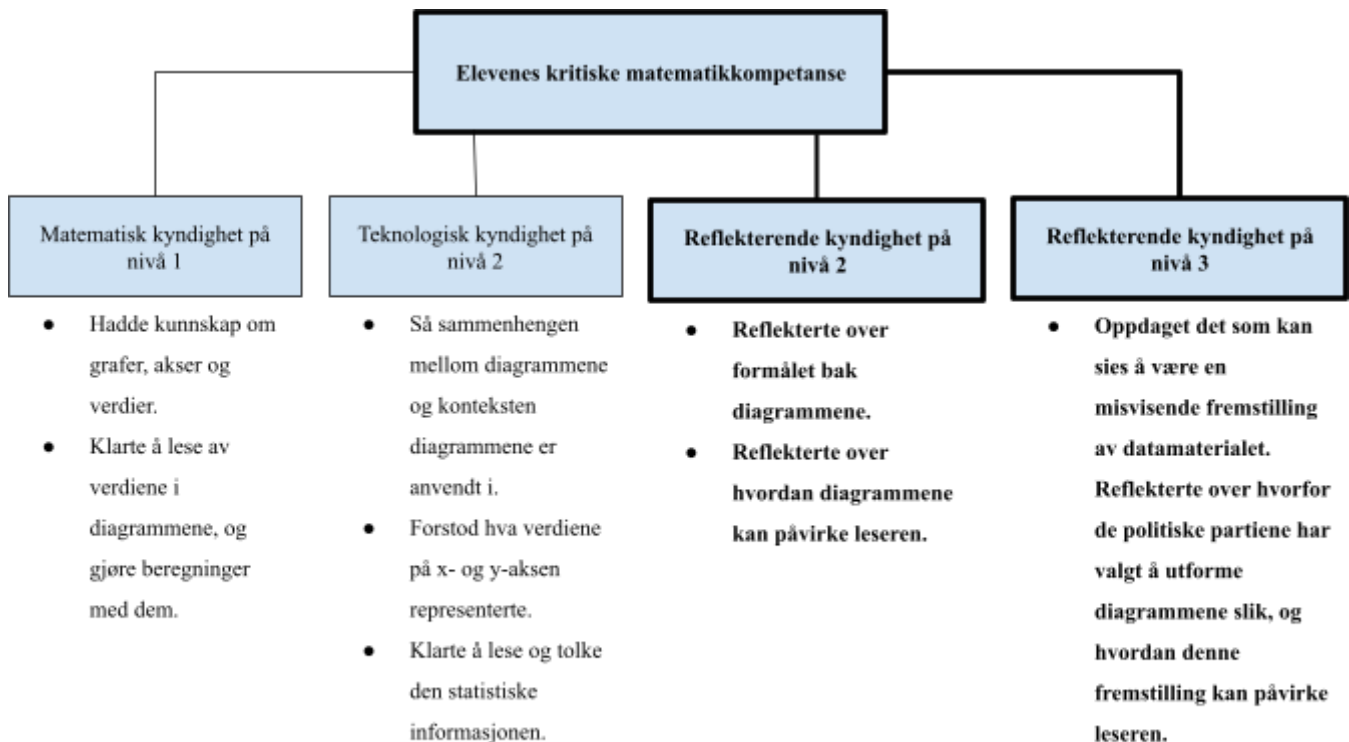 Elevenes kritiske matematikkompetanse
Matematisk kyndighet på
nivå 1
● Hadde kunnskap om
grafer, akser og
verdier.
● Klarte å lese av
verdiene i
diagrammene, og
gjøre beregninger
med dem.
Teknologisk kyndighet på
nivå 2
● Så sammenhengen
mellom diagrammene
og konteksten
diagrammene er
anvendt i.
● Forstod hva verdiene
på x- og y-aksen
representerte.
● Klarte å lese og tolke
den statistiske
informasjonen.
Reflekterende kyndighet på
nivå 2
● Reflekterte over
formålet bak
diagrammene.
● Reflekterte over
hvordan diagrammene
kan påvirke leseren.
Reflekterende kyndighet på
nivå 3
● Oppdaget det som kan
sies å være en
misvisende fremstilling
av datamaterialet.
Reflekterte over hvorfor
de politiske partiene har
valgt å utforme
diagrammene slik, og
hvordan denne
fremstilling kan påvirke
leseren.